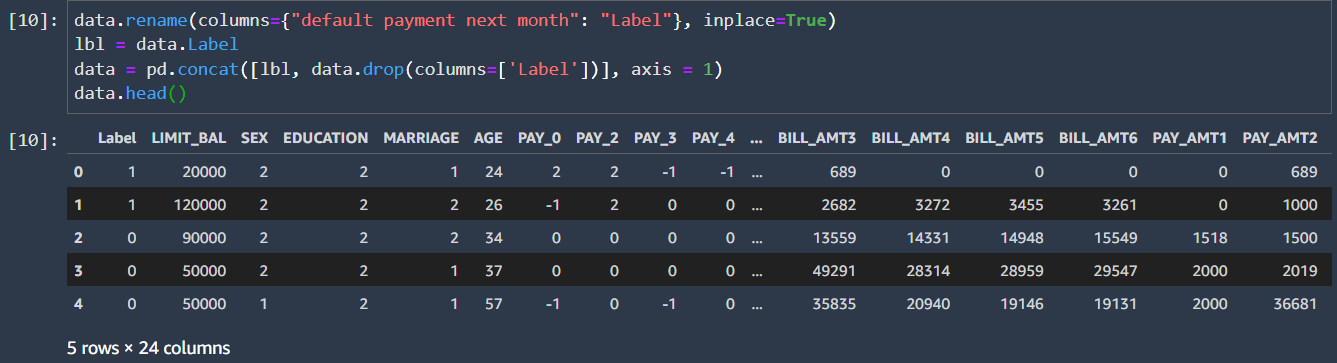 [10]: data.rename(columns={"default payment next month": "Label"}, inplace=True)
lbl = data.Label
data = pd.concat([lbl, data.drop(columns=['Label'])], axis = 1)
data.head()
[10]: Label LIMIT_BAL SEX EDUCATION MARRIAGE AGE PAY_0 PAY_2 PAY_3 PAY_4 ... BILL_AMT3 BILL_AMT4 BILL_AMT5 BILL_AMT6 PAY_AMT1 PAY_AMT2
0 1 20000 2 2 1 24 2 2 -1 -1 ... 689 0 0 0 0 689
1 1 120000 2 2 2 26 -1 2 0 0 ... 2682 3272 3455 3261 0 1000
2 0 90000 2 2 2 34 0 0 0 0 ... 13559 14331 14948 15549 1518 1500
3 0 50000 2 2 1 37 0 0 0 0 ... 49291 28314 28959 29547 2000 2019
4 0 50000 1 2 1 57 -1 0 -1 0 ... 35835 20940 19146 19131 2000 36681
5 rows × 24 columns